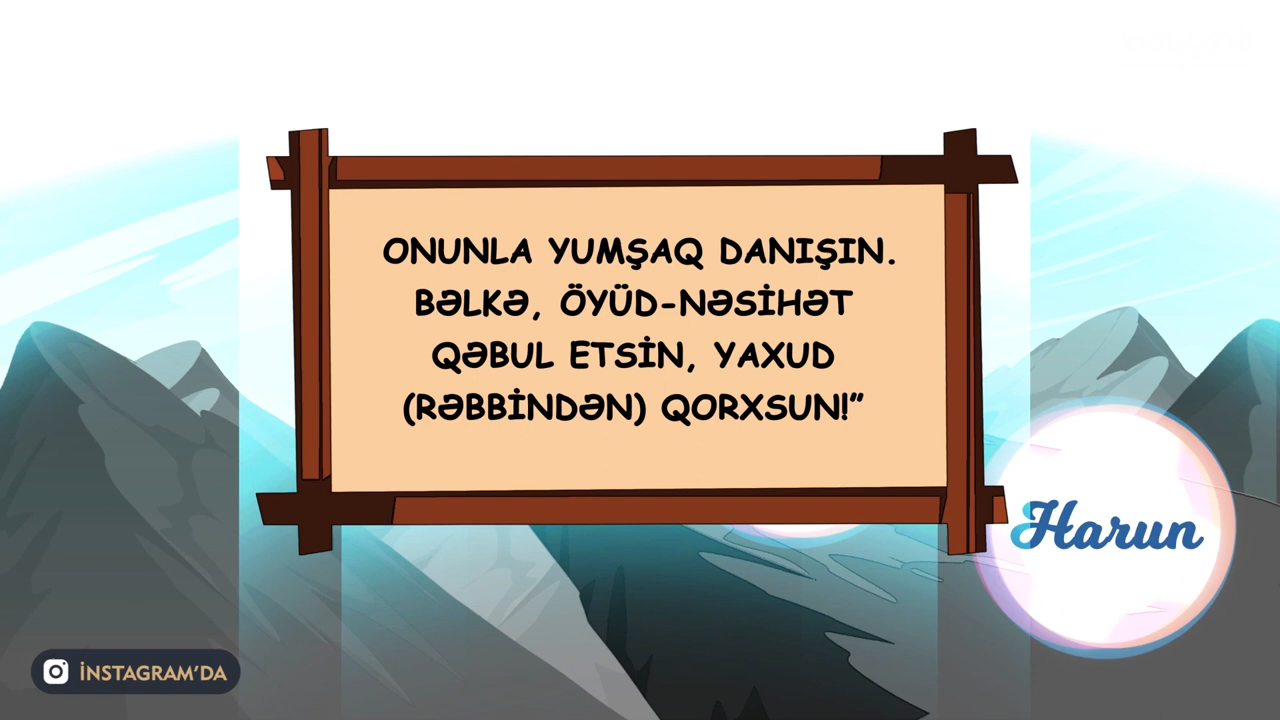 ONUNLA YUMŞAQ DANIŞIN.
BƏLKƏ, ÖYÜD-NƏSİHƏT
QƏBUL ETSİN, YAXUD
(RƏBBİNDƏN) QORXSUN!”
Harun
İNSTAGRAM’DA